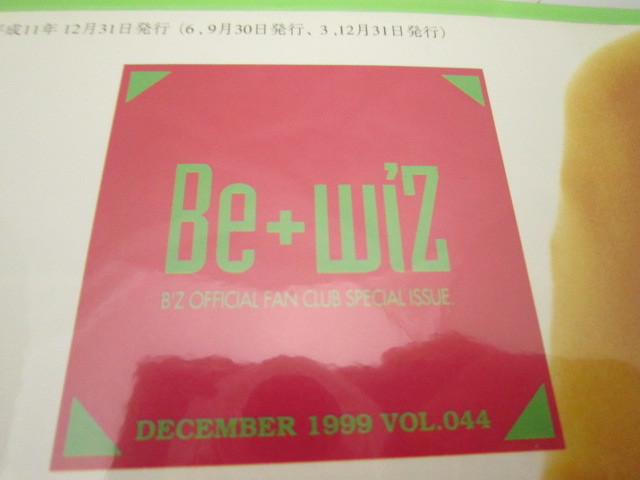 平成11年 12月31日発行 (6, 9月30日発行、3,12月31日発行)
Be+wi'Z
B'Z OFFICIAL FAN CLUB SPECIAL ISSUE.
DECEMBER 1999 VOL.044